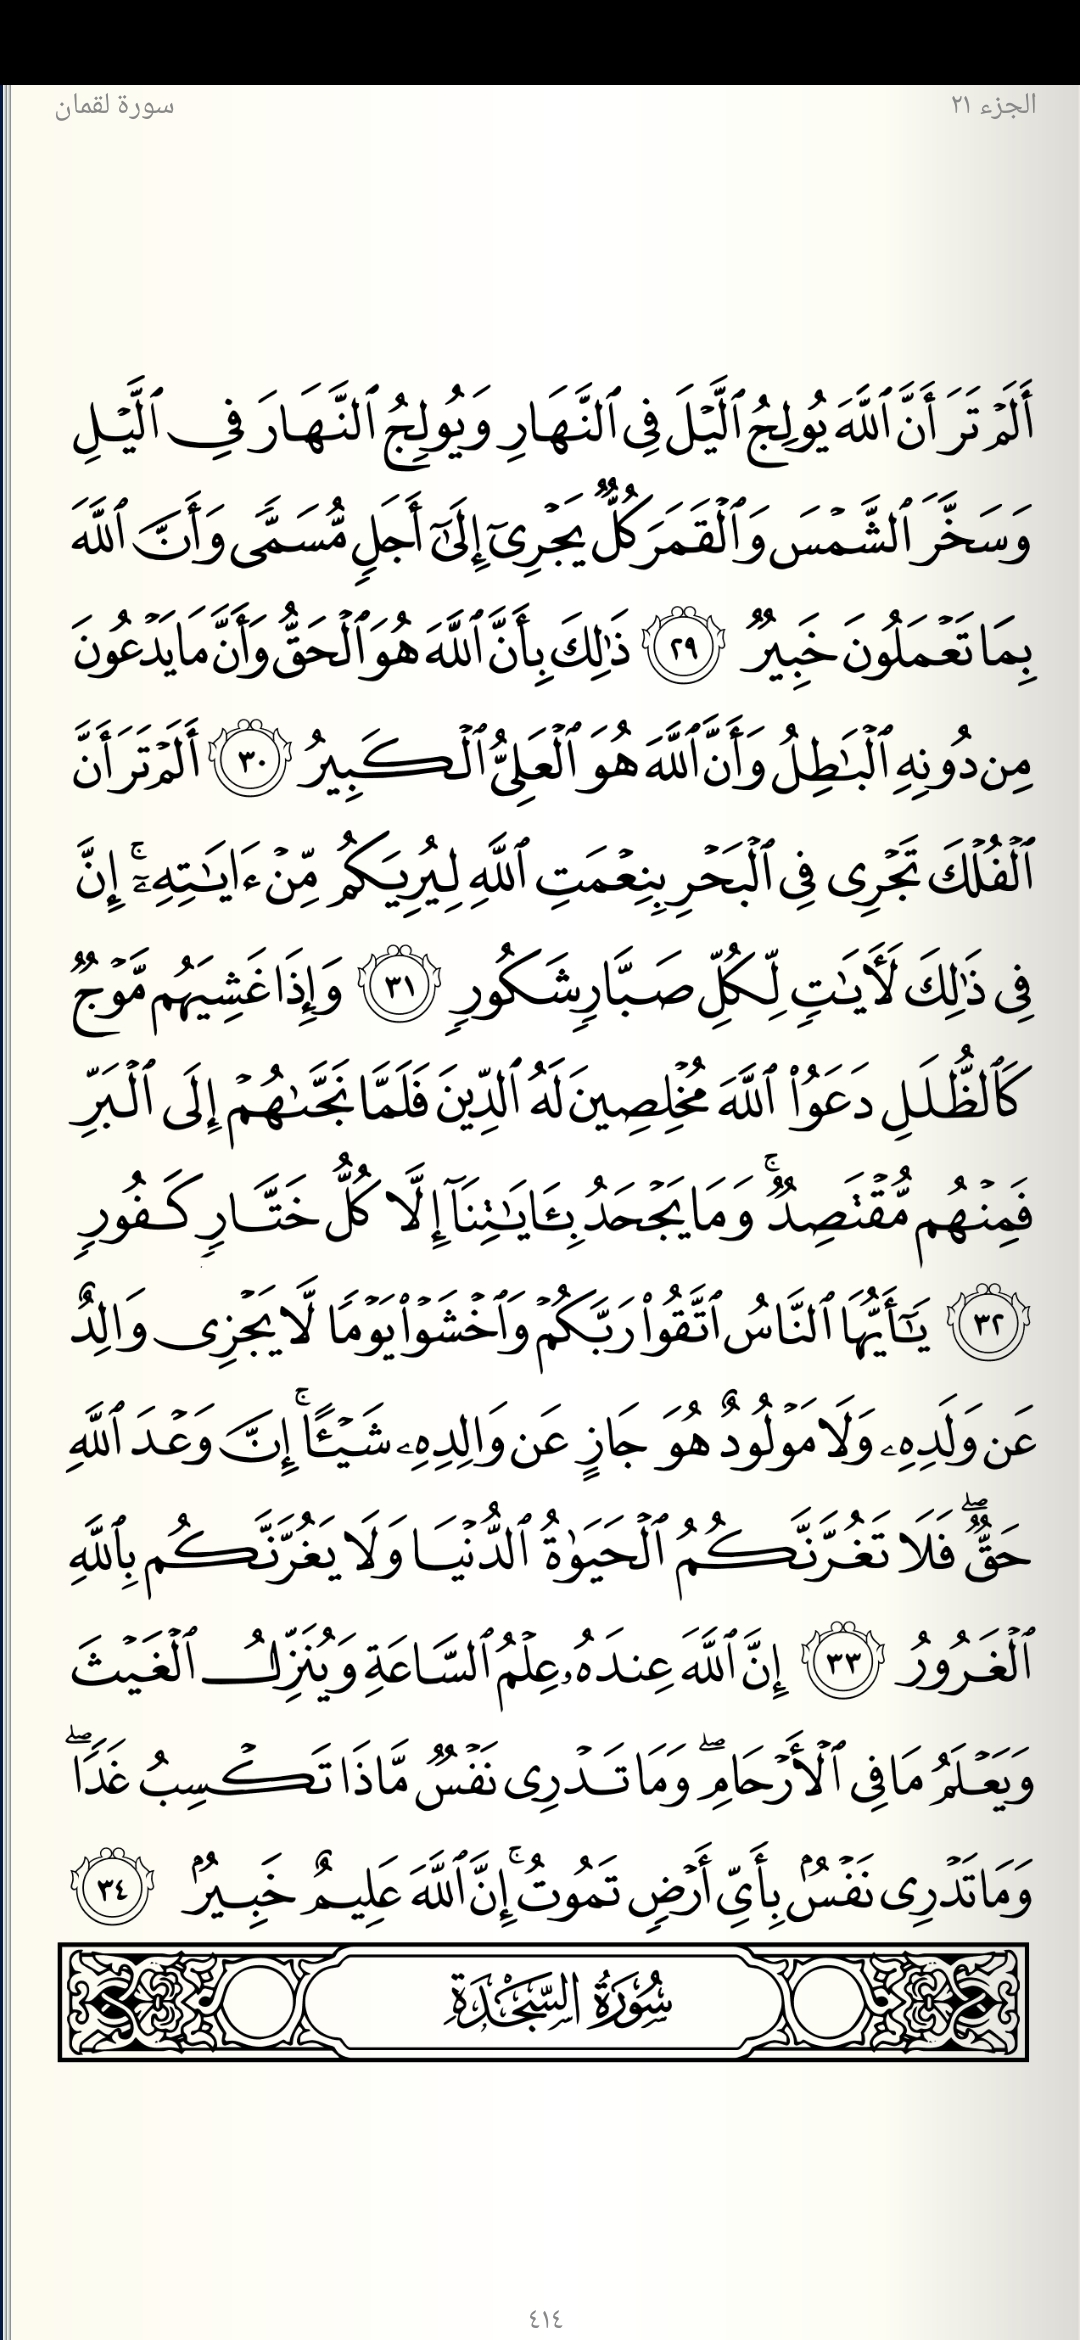 الجزء ٢١
سورة لقمان
أَلَمۡ تَرَ أَنَّ ٱللَّهَ يُولِجُ ٱلَّيۡلَ فِى ٱلنَّهَارِ وَيُولِجُ ٱلنَّهَارَ فِى ٱلَّيۡلِ
وَسَخَّرَ ٱلشَّمۡسَ وَٱلۡقَمَرَ كُلࣱّ يَجۡرِىٓ إِلَىٰٓ أَجَلࣲ مُّسَمࣰّى وَأَنَّ ٱللَّهَ
بِمَا تَعۡمَلُونَ خَبِيرࣱ ٢٩ ذَٰلِكَ بِأَنَّ ٱللَّهَ هُوَ ٱلۡحَقُّ وَأَنَّ مَا يَدۡعُونَ
مِن دُونِهِ ٱلۡبَٰطِلُ وَأَنَّ ٱللَّهَ هُوَ ٱلۡعَلِىُّ ٱلۡكَبِيرُ ٣٠ أَلَمۡ تَرَ أَنَّ
ٱلۡفُلۡكَ تَجۡرِى فِى ٱلۡبَحۡرِ بِنِعۡمَتِ ٱللَّهِ لِيُرِيَكُم مِّنۡ ءَايَٰتِهِۦٓۚ إِنَّ
فِى ذَٰلِكَ لَأٓيَٰتࣲ لِّكُلِّ صَبَّارࣲ شَكُورࣲ ٣١ وَإِذَا غَشِيَهُم مَّوۡجࣱ
كَٱلظُّلَلِ دَعَوُاْ ٱللَّهَ مُخۡلِصِينَ لَهُ ٱلدِّينَ فَلَمَّا نَجَّىٰهُمۡ إِلَى ٱلۡبَرِّ
فَمِنۡهُم مُّقۡتَصِدࣱۚ وَمَا يَجۡحَدُ بِـَٔايَٰتِنَآ إِلَّا كُلُّ خَتَّارࣲ كَفُورࣲ
٣٢ يَٰٓأَيُّهَا ٱلنَّاسُ ٱتَّقُواْ رَبَّكُمۡ وَٱخۡشَوۡاْ يَوۡمࣰا لَّا يَجۡزِى وَالِدٌ
عَن وَلَدِهِۦ وَلَا مَوۡلُودٌ هُوَ جَازٍ عَن وَالِدِهِۦ شَيۡـًٔاۚ إِنَّ وَعۡدَ ٱللَّهِ
حَقࣱّۖ فَلَا تَغُرَّنَّكُمُ ٱلۡحَيَوٰةُ ٱلدُّنۡيَا وَلَا يَغُرَّنَّكُم بِٱللَّهِ
ٱلۡغَرُورُ ٣٣ إِنَّ ٱللَّهَ عِندَهُۥ عِلۡمُ ٱلسَّاعَةِ وَيُنَزِّلُ ٱلۡغَيۡثَ
وَيَعۡلَمُ مَا فِى ٱلۡأَرۡحَامِۖ وَمَا تَدۡرِى نَفۡسࣱ مَّاذَا تَكۡسِبُ غَدࣰاۖ
وَمَا تَدۡرِى نَفۡسُۢ بِأَىِّ أَرۡضࣲ تَمُوتُۚ إِنَّ ٱللَّهَ عَلِيمٌ خَبِيرُۢ ٣٤
سُورَةُ السَّجۡدَةِ
٤١٤